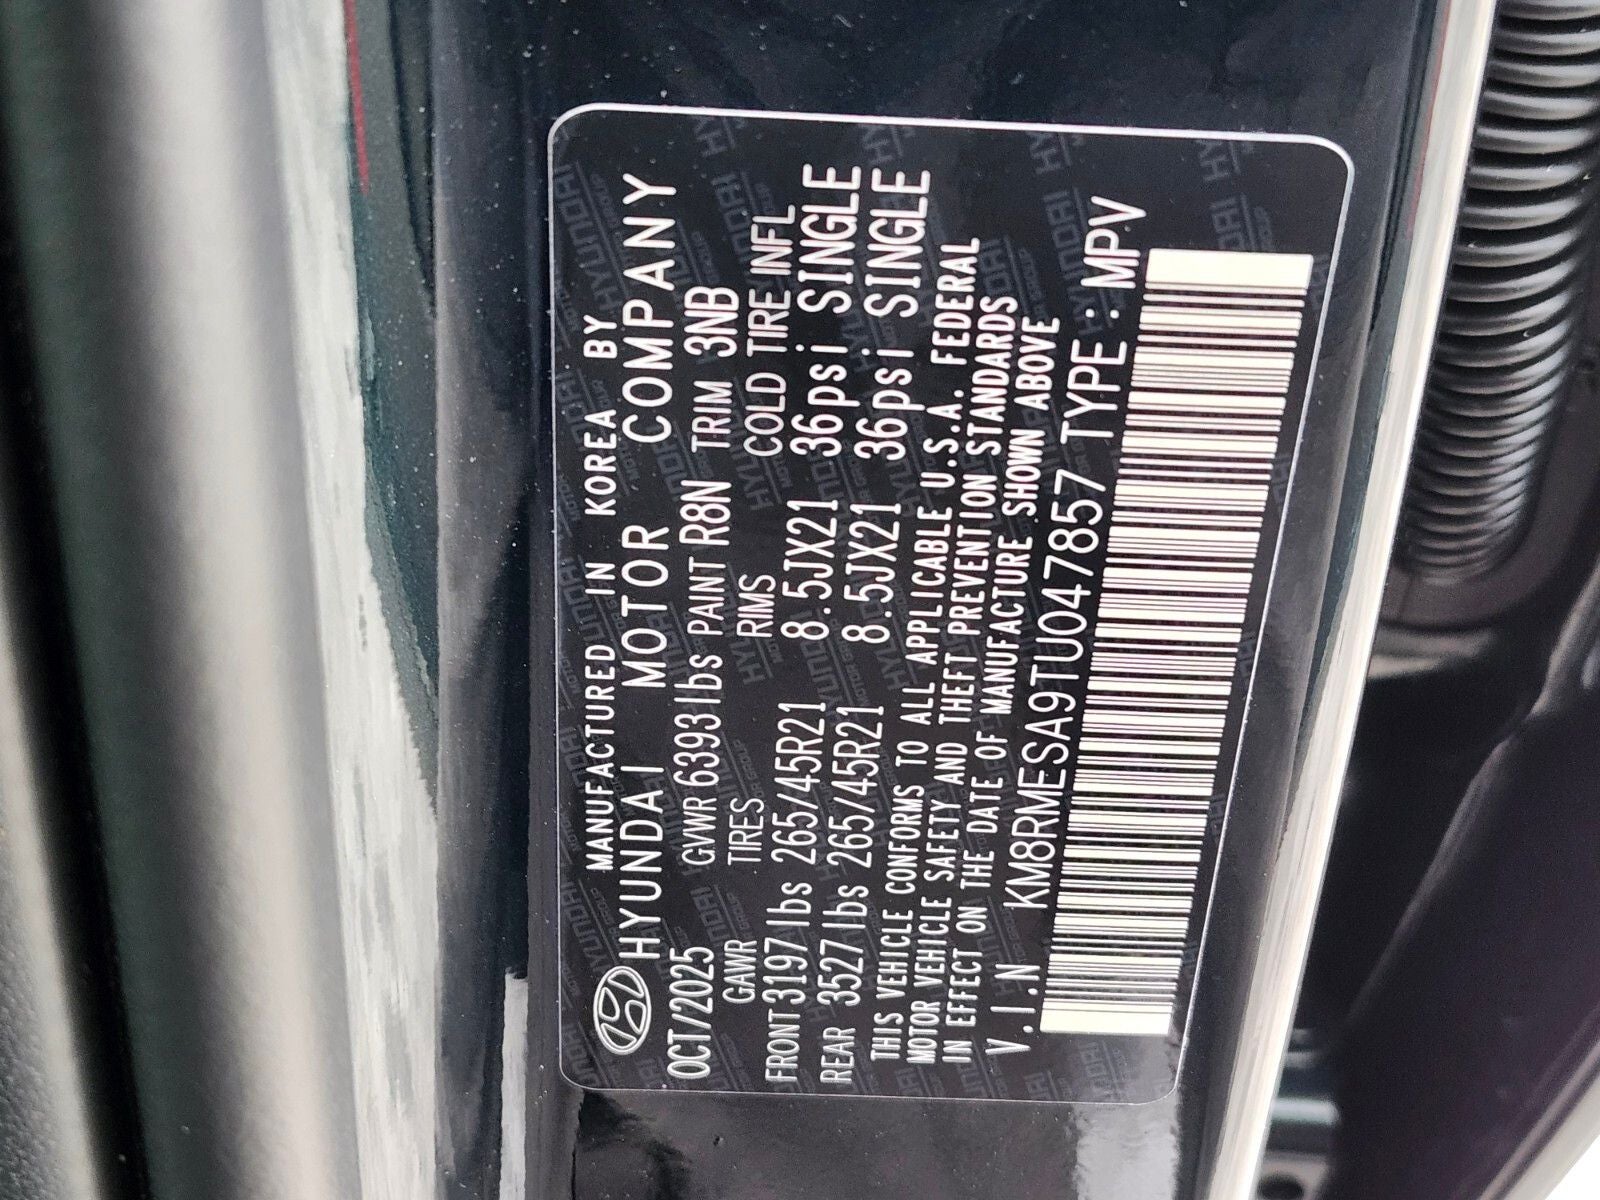 MANUFACTURED IN KOREA BY
HYUNDAI MOTOR COMPANY
OCT/2025 GVWR 6393lbs PAINT R8N TRIM 3NB
GAWR TIRES RIMS COLD TIRE INFL
FRONT 3197lbs 265/45R21 8.5JX21 36psi SINGLE
REAR 3527lbs 265/45R21 8.5JX21 36psi SINGLE
THIS VEHICLE CONFORMS TO ALL APPLICABLE U.S.A. FEDERAL
MOTOR VEHICLE SAFETY AND THEFT PREVENTION STANDARDS
IN EFFECT ON THE DATE OF MANUFACTURE SHOWN ABOVE
V.I.N KM8RMESA9TU047857 TYPE : MPV